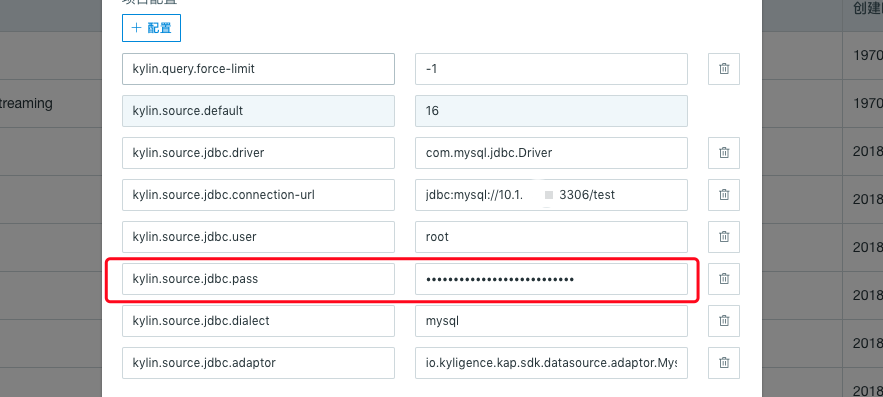 项目配置 创建
+ 配置
kylin.query.force-limit -1 1970
kylin.source.default 16
treaming 1970
kylin.source.jdbc.driver com.mysql.jdbc.Driver 2018
kylin.source.jdbc.connection-url jdbc:mysql://10.1. 3306/test 2018
kylin.source.jdbc.user root 2018
kylin.source.jdbc.pass ••••••••••••••••••••••••••• 2018
kylin.source.jdbc.dialect mysql 2018
kylin.source.jdbc.adaptor io.kyligence.kap.sdk.datasource.adaptor.Mys 2018
2018